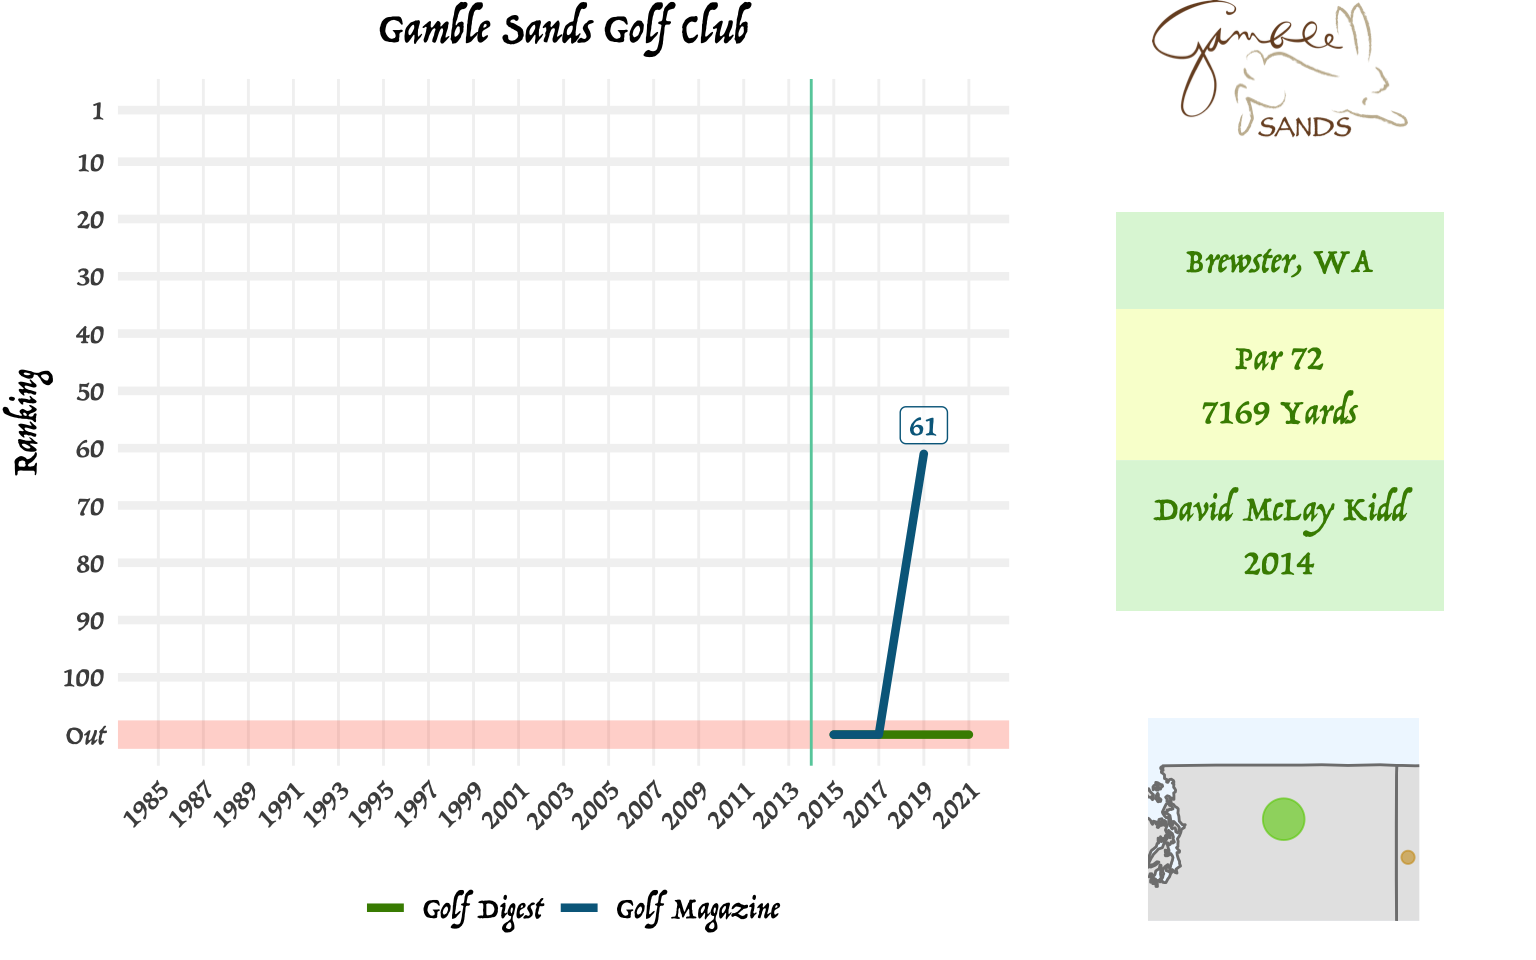 Gamble Sands Golf Club
Ranking
1
10
20
30
40
50
60
70
80
90
100
Out
61
1985
1987
1989
1991
1993
1995
1997
1999
2001
2003
2005
2007
2009
2011
2013
2015
2017
2019
2021
Golf Digest
Golf Magazine
Gamble
SANDS
Brewster, WA
Par 72
7169 Yards
David McLay Kidd
2014